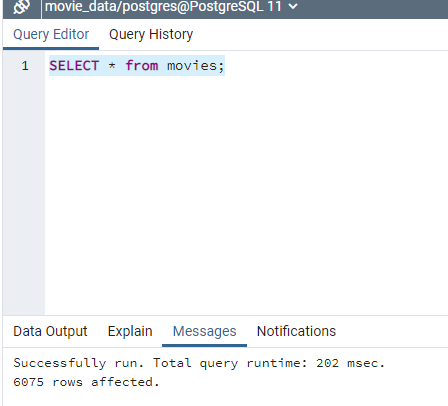 movie_data/postgres@PostgreSQL 11
Query Editor Query History
1 SELECT * from movies;
Data Output Explain Messages Notifications
Successfully run. Total query runtime: 202 msec.
6075 rows affected.